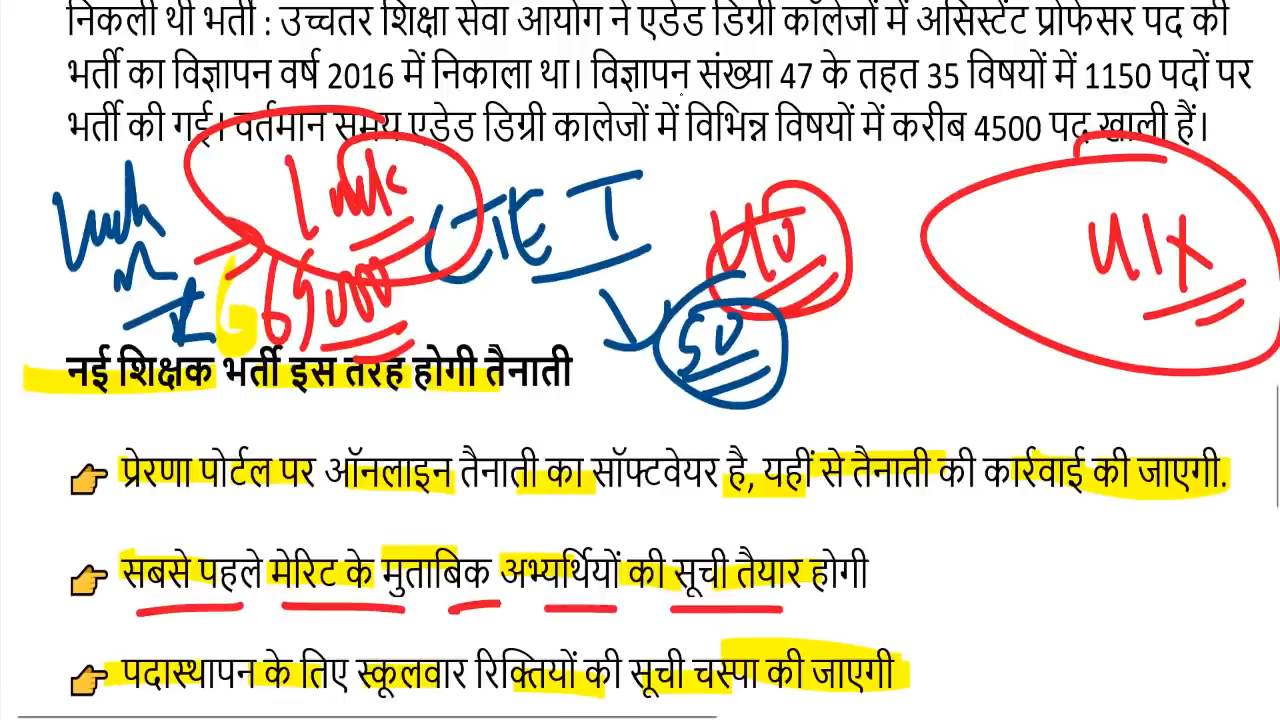 निकली थी भर्ती : उच्चतर शिक्षा सेवा आयोग ने एडेड डिग्री कॉलेजों में असिस्टेंट प्रोफेसर पद की
भर्ती का विज्ञापन वर्ष 2016 में निकाला था। विज्ञापन संख्या 47 के तहत 35 विषयों में 1150 पदों पर
भर्ती की गई। वर्तमान समय एडेड डिग्री कालेजों में विभिन्न विषयों में करीब 4500 पद खाली हैं।
65000
50
नई शिक्षक भर्ती इस तरह होगी तैनाती
👉 प्रेरणा पोर्टल पर ऑनलाइन तैनाती का सॉफ्टवेयर है, यहीं से तैनाती की कार्रवाई की जाएगी.
👉 सबसे पहले मेरिट के मुताबिक अभ्यर्थियों की सूची तैयार होगी
👉 पदास्थापन के लिए स्कूलवार रिक्तियों की सूची चस्पा की जाएगी